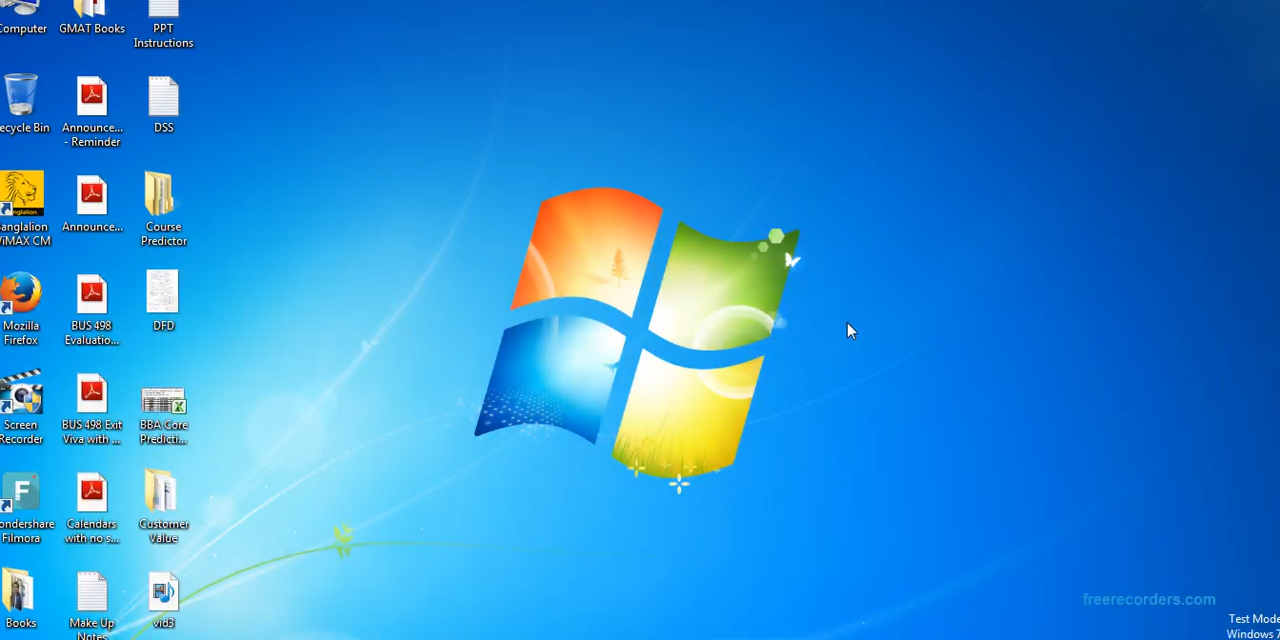 Computer
GMAT Books
PPT
Instructions
ecycle Bin
Announce...
- Reminder
DSS
anglalion
WiMAX CM
Announce...
Course
Predictor
Mozilla
Firefox
BUS 498
Evaluatio...
DFD
Screen
Recorder
BUS 498 Exit
Viva with ...
BBA Core
Predicti...
F
ondershare
Filmora
Calendars
with no s...
Customer
Value
Books
Make Up
Notes
vid3
freerecorders.com
Test Mode
Windows 7